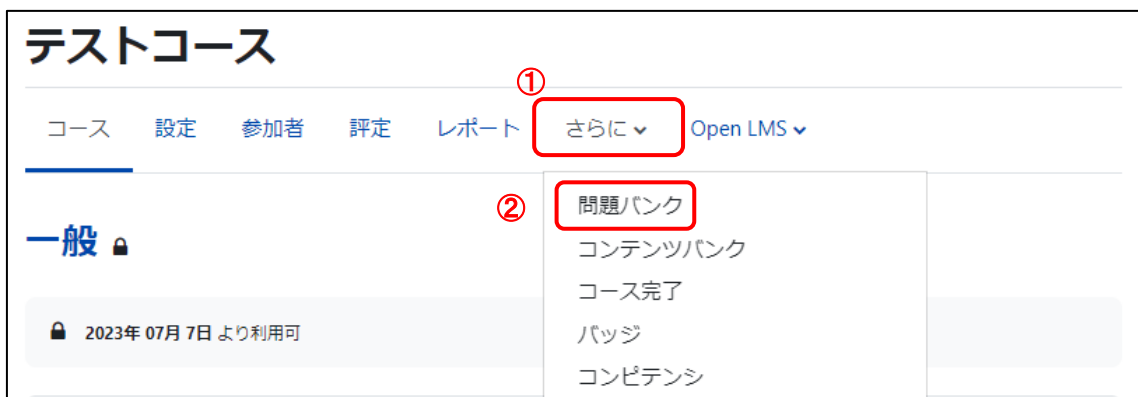 テストコース
①
コース 設定 参加者 評定 レポート さらに Open LMS
② 問題バンク
一般
コンテンツバンク
コース完了
2023年 07月 7日 より利用可
バッジ
コンピテンシ